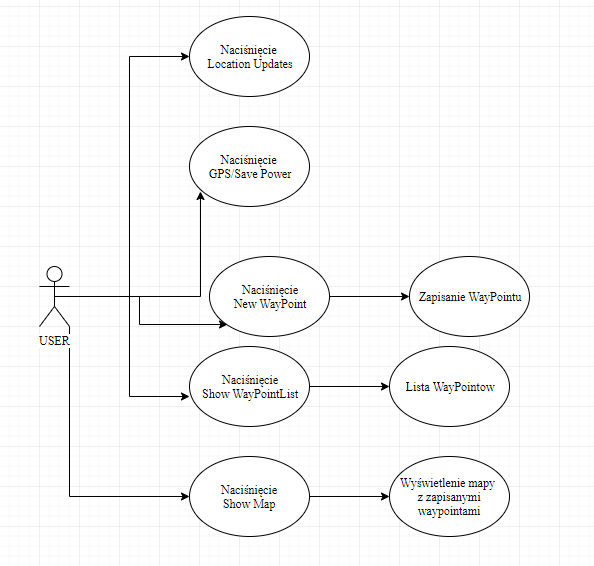 Naciśnięcie
Location Updates
Naciśnięcie
GPS/Save Power
Naciśnięcie
New WayPoint
Zapisanie WayPointu
USER
Naciśnięcie
Show WayPointList
Lista WayPointow
Naciśnięcie
Show Map
Wyświetlenie mapy
z zapisanymi
waypointami